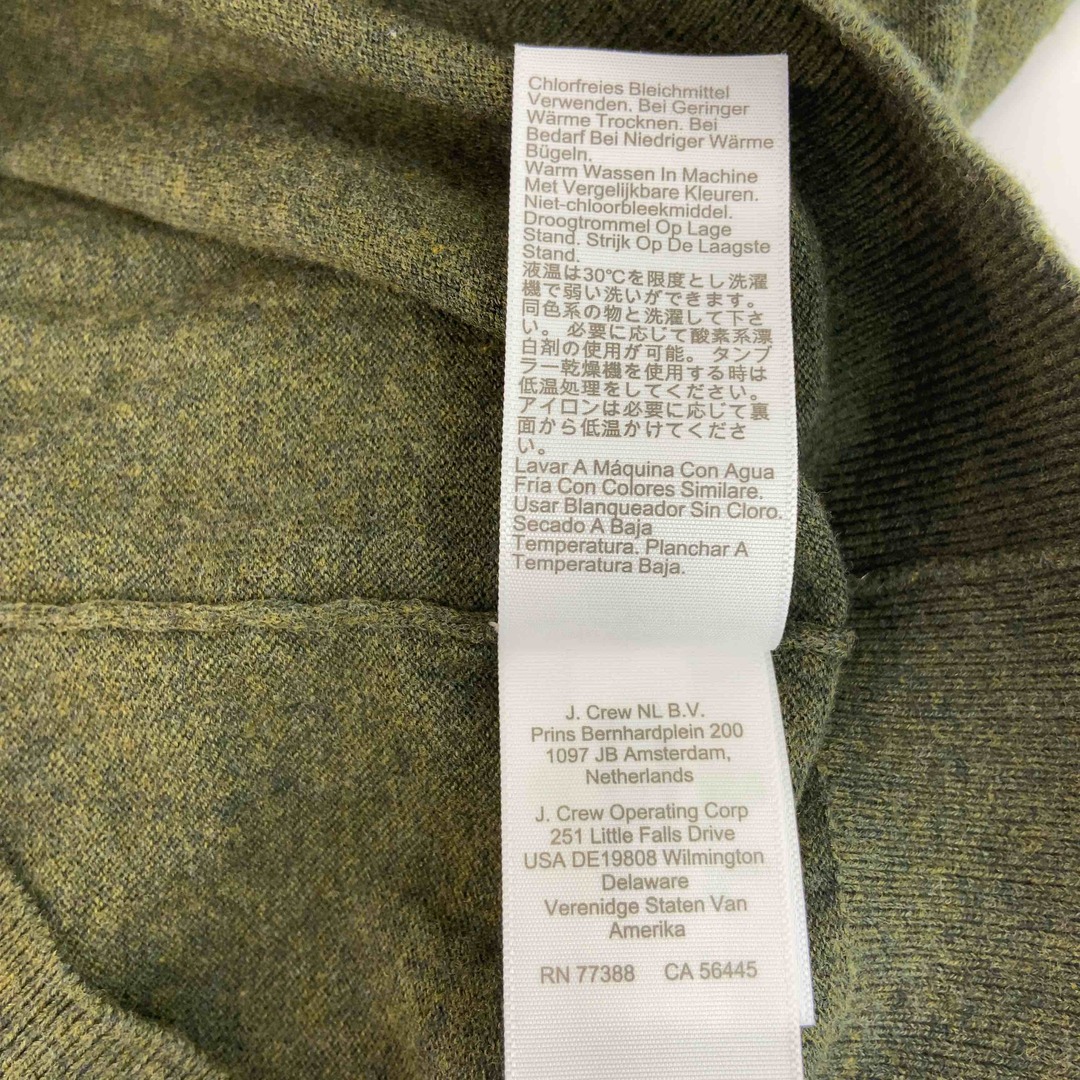 Chlorfreies Bleichmittel
Verwenden. Bei Geringer
Wärme Trocknen. Bei
Bedarf Bei Niedriger Wärme
Bügeln.
Warm Wassen In Machine
Met Vergelijkbare Kleuren.
Niet-chloorbleekmiddel.
Droogtrommel Op Lage
Stand. Strijk Op De Laagste
Stand.
液温は30℃を限度とし洗濯
機で弱い洗いができます。
同色系の物と洗濯して下さ
い。 必要に応じて酸素系漂
白剤の使用が可能。タンブ
ラー乾燥機を使用する時は
低温処理をしてください。
アイロンは必要に応じて裏
面から低温かけてくださ
い。
Lavar A Máquina Con Agua
Fría Con Colores Similare.
Usar Blanqueador Sin Cloro.
Secado A Baja
Temperatura. Planchar A
Temperatura Baja.
J. Crew NL B.V.
Prins Bernhardplein 200
1097 JB Amsterdam,
Netherlands
J. Crew Operating Corp
251 Little Falls Drive
USA DE19808 Wilmington
Delaware
Verenidge Staten Van
Amerika
RN 77388 CA 56445